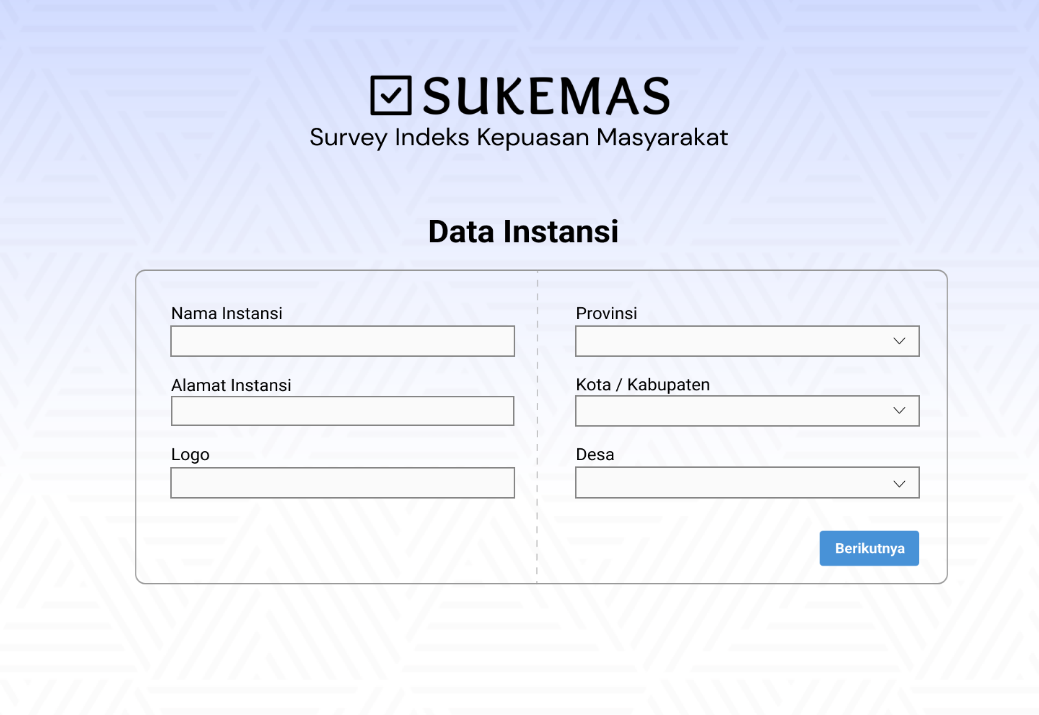 SUKEMAS
Survey Indeks Kepuasan Masyarakat
Data Instansi
Nama Instansi
Alamat Instansi
Logo
Provinsi
Kota / Kabupaten
Desa
Berikutnya